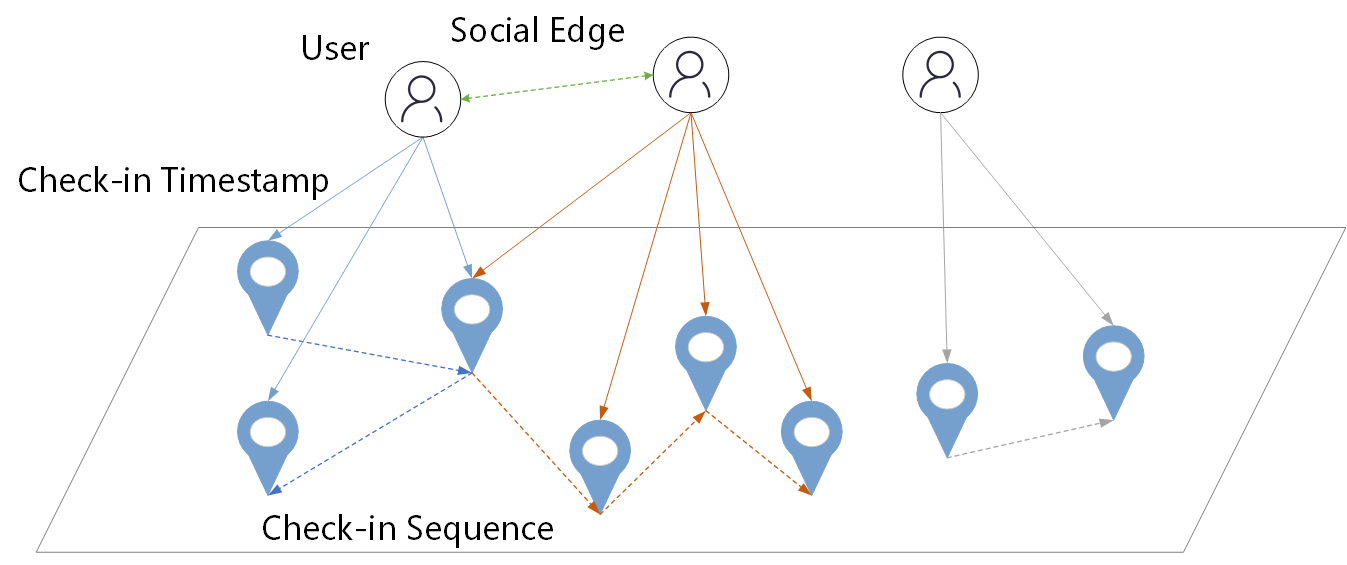 Social Edge
User
Check-in Timestamp
Check-in Sequence